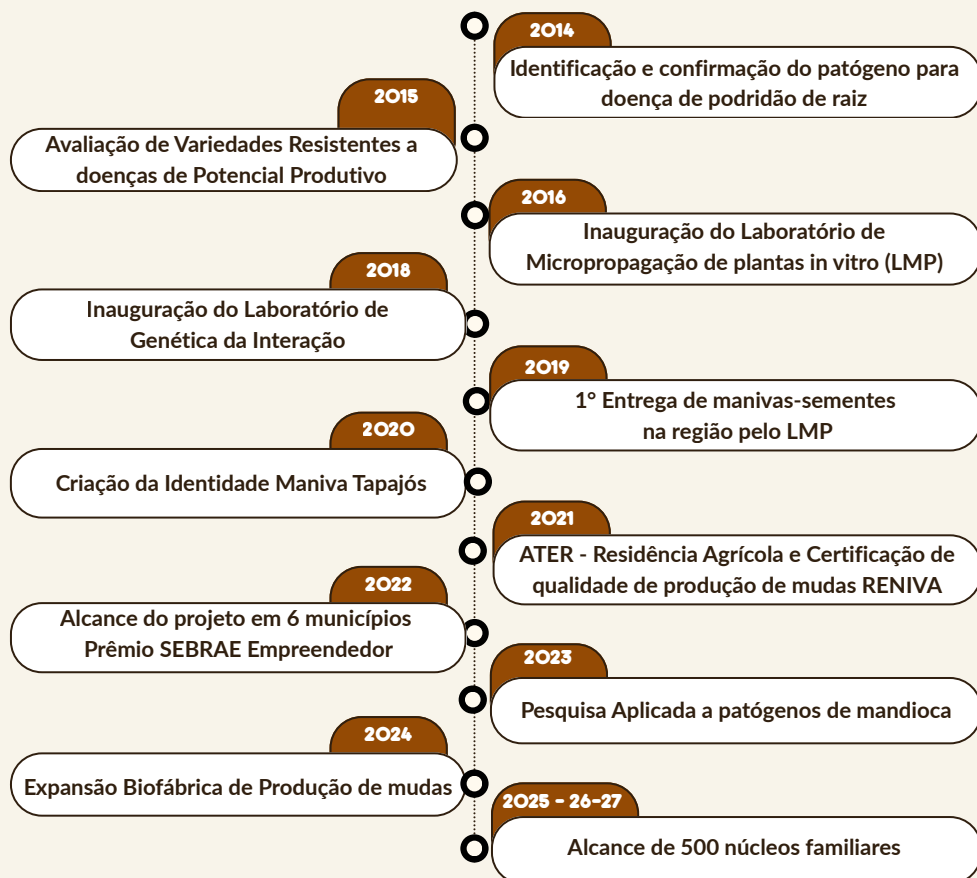 2014
Identificação e confirmação do patógeno para
doença de podridão de raiz
2015
Avaliação de Variedades Resistentes a
doenças de Potencial Produtivo
2016
Inauguração do Laboratório de
Micropropagação de plantas in vitro (LMP)
2018
Inauguração do Laboratório de
Genética da Interação
2019
1° Entrega de manivas-sementes
na região pelo LMP
2020
Criação da Identidade Maniva Tapajós
2021
ATER - Residência Agrícola e Certificação de
qualidade de produção de mudas RENIVA
2022
Alcance do projeto em 6 municípios
Prêmio SEBRAE Empreendedor
2023
Pesquisa Aplicada a patógenos de mandioca
2024
Expansão Biofábrica de Produção de mudas
2025 - 26-27
Alcance de 500 núcleos familiares